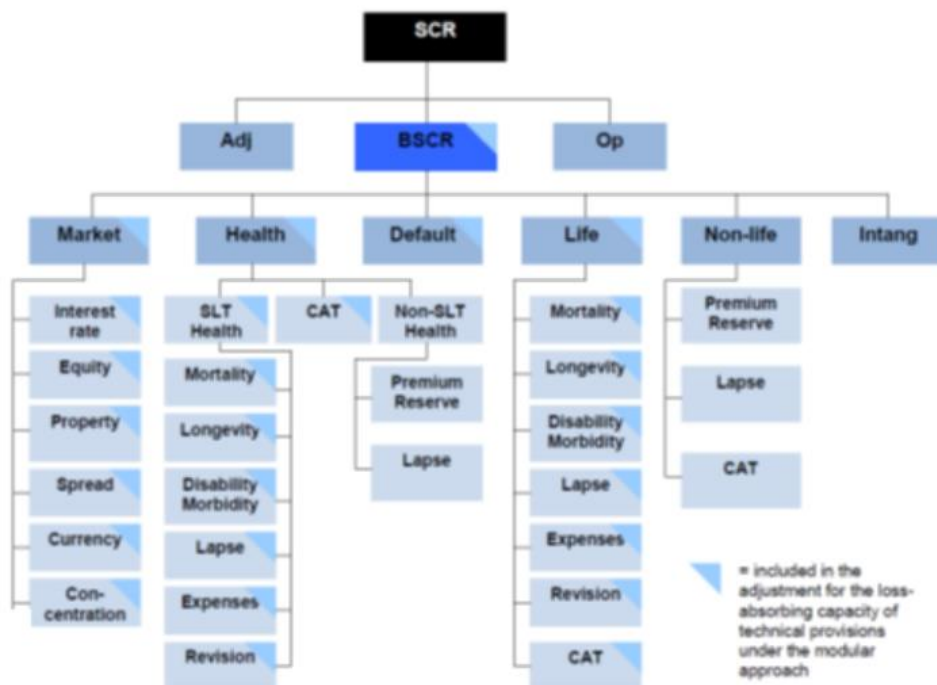 SCR
Adj
BSCR
Op
Market
Health
Default
Life
Non-life
Intang
Interest
rate
Equity
Property
Spread
Currency
Con-
centration
SLT
Health
CAT
Non-SLT
Health
Mortality
Longevity
Disability
Morbidity
Lapse
Expenses
Revision
Premium
Reserve
Lapse
Mortality
Longevity
Disability
Morbidity
Lapse
Expenses
Revision
CAT
Premium
Reserve
Lapse
CAT
= included in the
adjustment for the loss-
absorbing capacity of
technical provisions
under the modular
approach